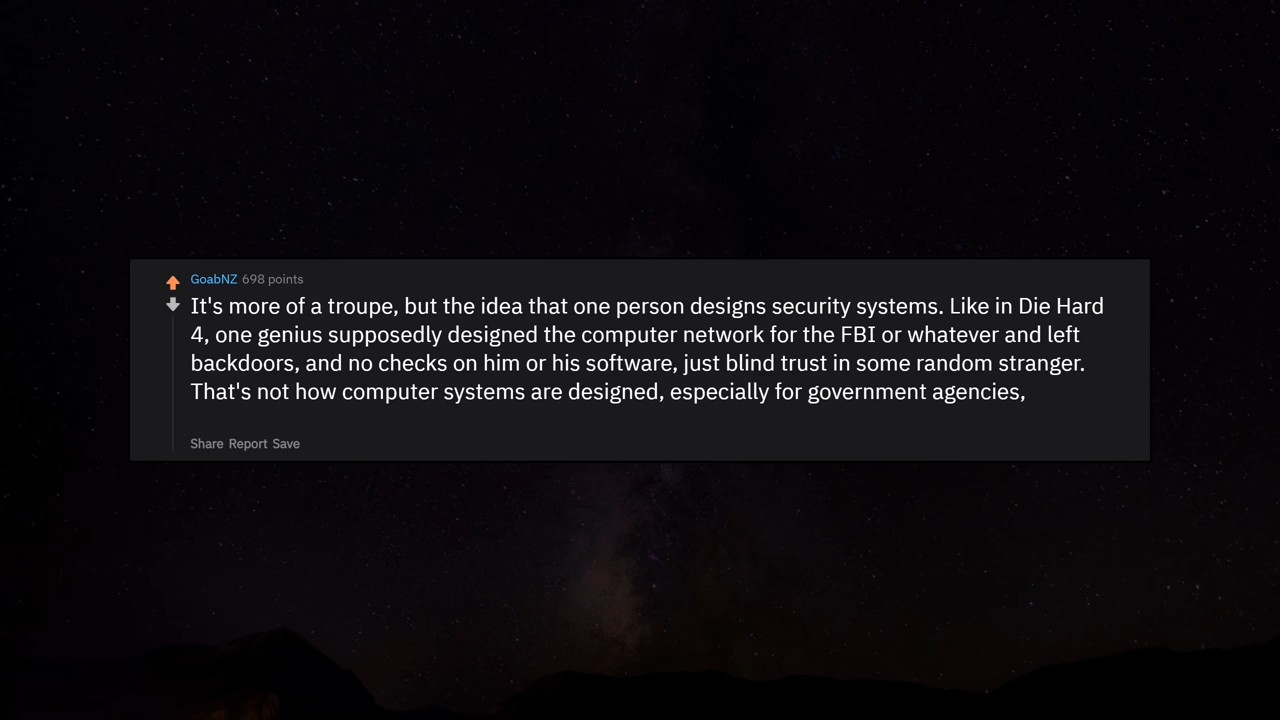 GoabNZ 698 points
It's more of a troupe, but the idea that one person designs security systems. Like in Die Hard
4, one genius supposedly designed the computer network for the FBI or whatever and left
backdoors, and no checks on him or his software, just blind trust in some random stranger.
That's not how computer systems are designed, especially for government agencies,
Share Report Save